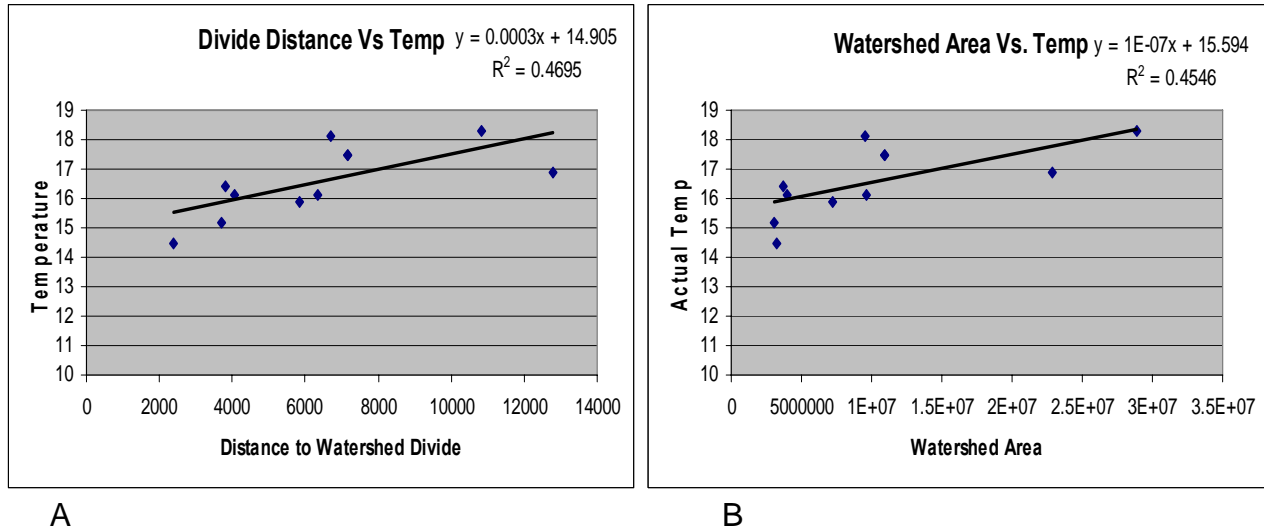 Divide Distance Vs Temp y = 0.0003x + 14.905
R² = 0.4695
Temperature
19
18
17
16
15
14
13
12
11
10
0 2000 4000 6000 8000 10000 12000 14000
Distance to Watershed Divide
A
Watershed Area Vs. Temp y = 1E-07x + 15.594
R² = 0.4546
Actual Temp
19
18
17
16
15
14
13
12
11
10
0 5000000 1E+07 1.5E+07 2E+07 2.5E+07 3E+07 3.5E+07
Watershed Area
B